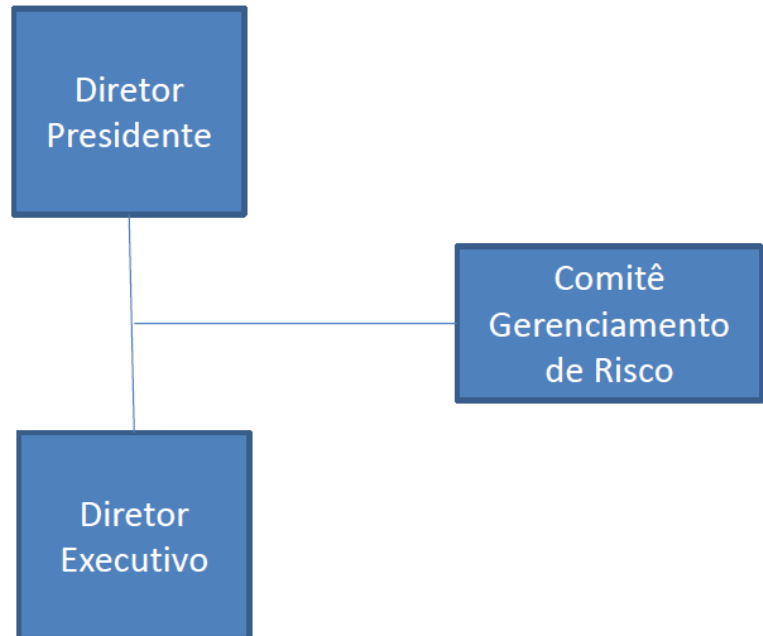 Diretor
Presidente
Comitê
Gerenciamento
de Risco
Diretor
Executivo